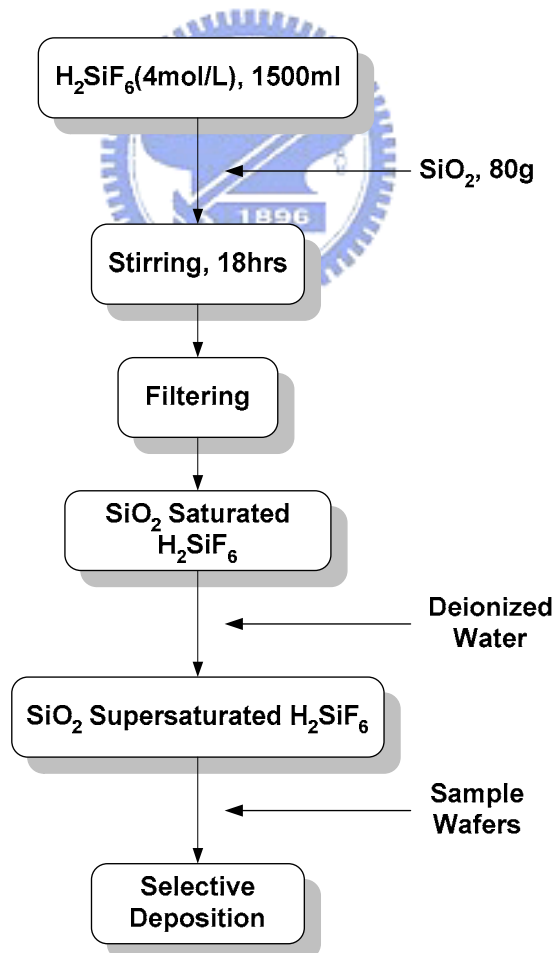 H₂SiF₆(4mol/L), 1500ml
SiO₂, 80g
1896
Stirring, 18hrs
Filtering
SiO₂ Saturated
H₂SiF₆
Deionized
Water
SiO₂ Supersaturated H₂SiF₆
Sample
Wafers
Selective
Deposition